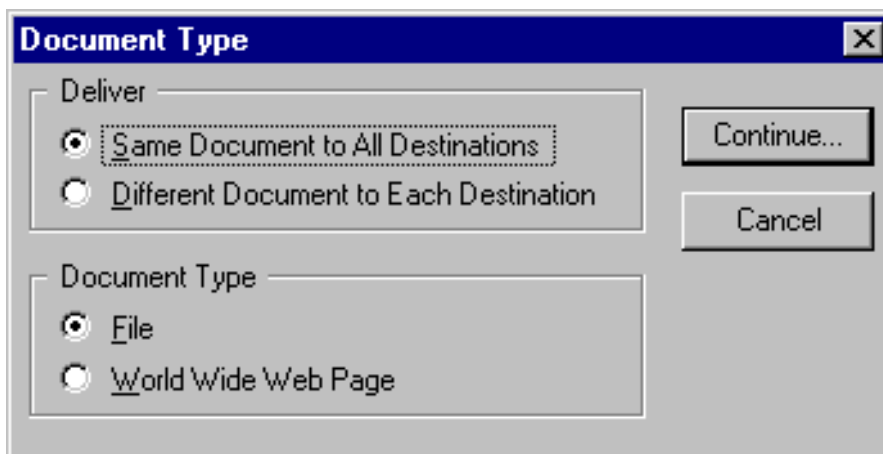 Document Type
Deliver
Same Document to All Destinations
Different Document to Each Destination
Continue...
Cancel
Document Type
File
World Wide Web Page